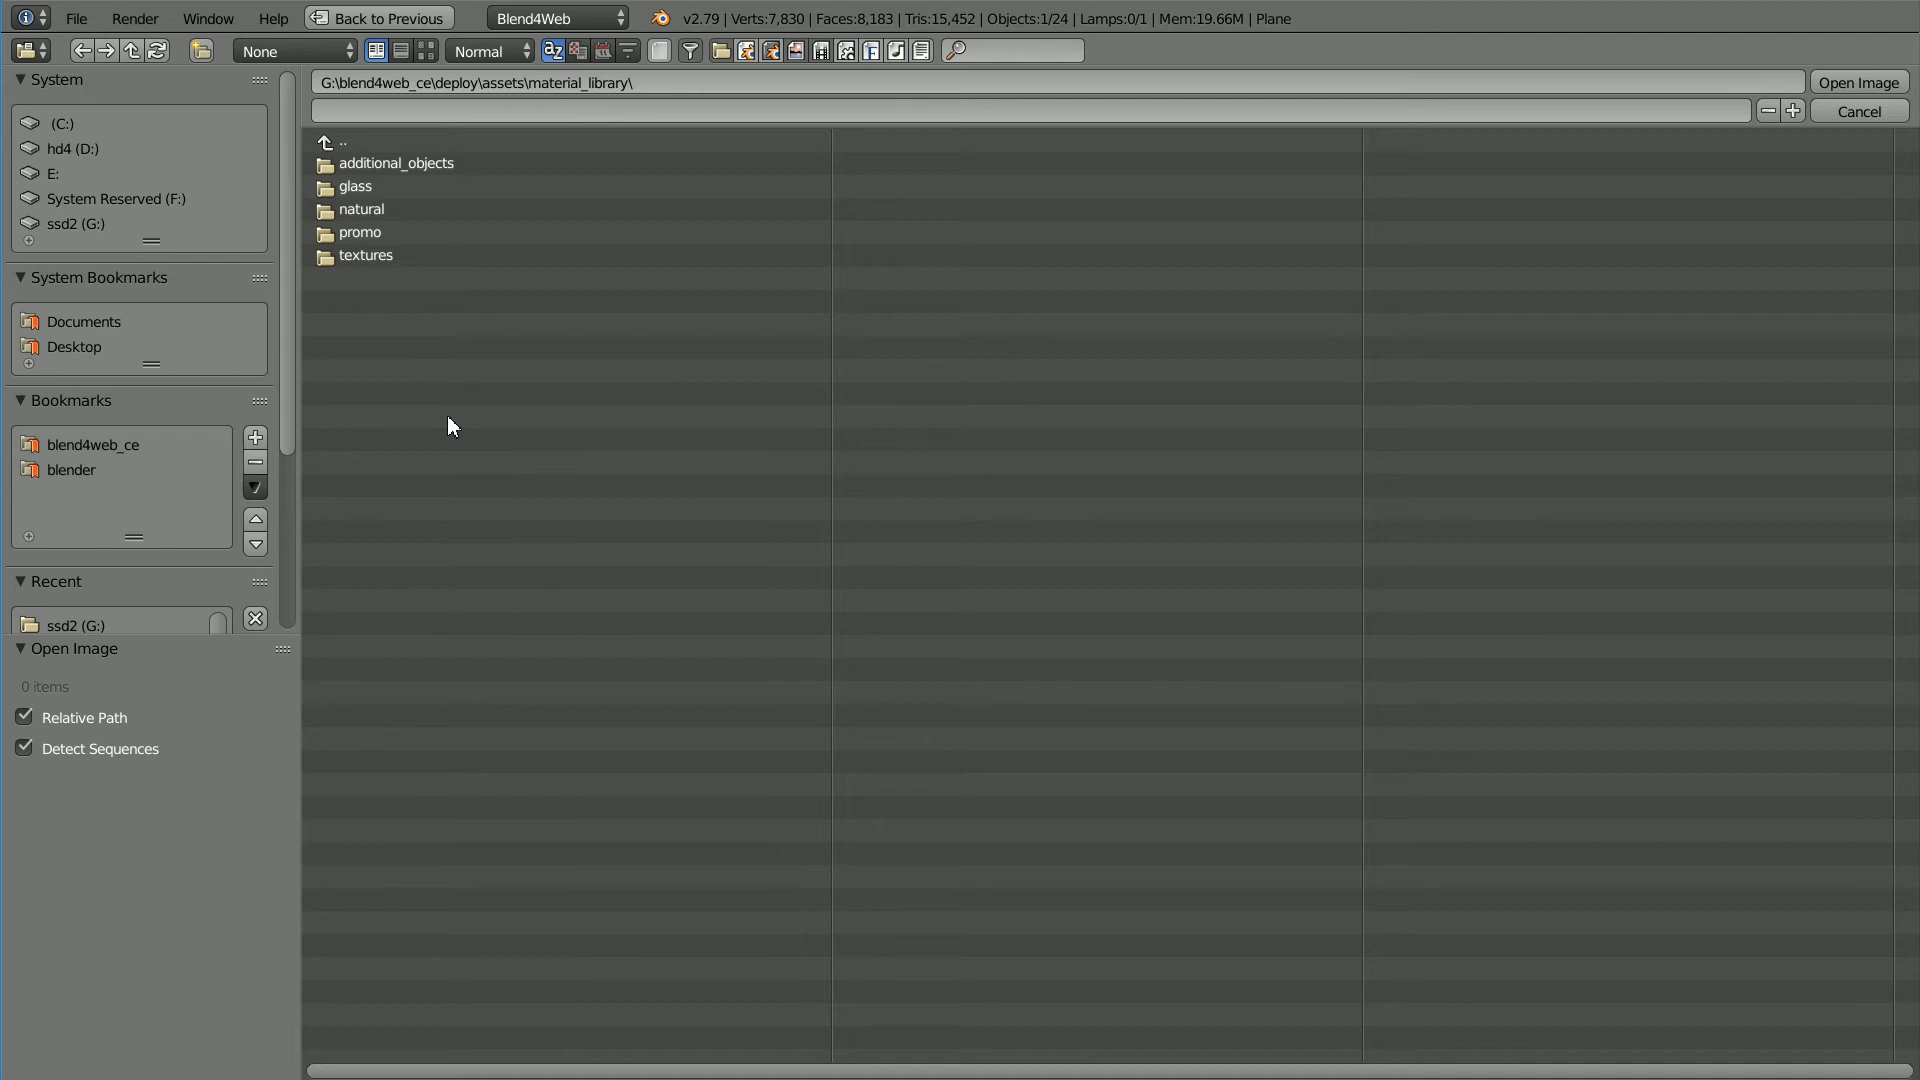 File Render Window Help Back to Previous Blend4Web v2.79 | Verts:7,830 | Faces:8,183 | Tris:15,452 | Objects:1/24 | Lamps:0/1 | Mem:19.66M | Plane
None Normal
System
(C:)
hd4 (D:)
E:
System Reserved (F:)
ssd2 (G:)
System Bookmarks
Documents
Desktop
Bookmarks
blend4web_ce
blender
Recent
ssd2 (G:)
Open Image
0 items
Relative Path
Detect Sequences
G:\blend4web_ce\deploy\assets\material_library\ Open Image
Cancel
..
additional_objects
glass
natural
promo
textures